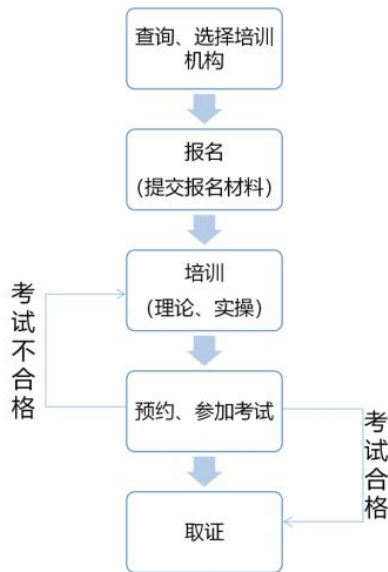 查询、选择培训
机构
报名
（提交报名材料）
培训
（理论、实操）
考试不合格
预约、参加考试
考试合格
取证